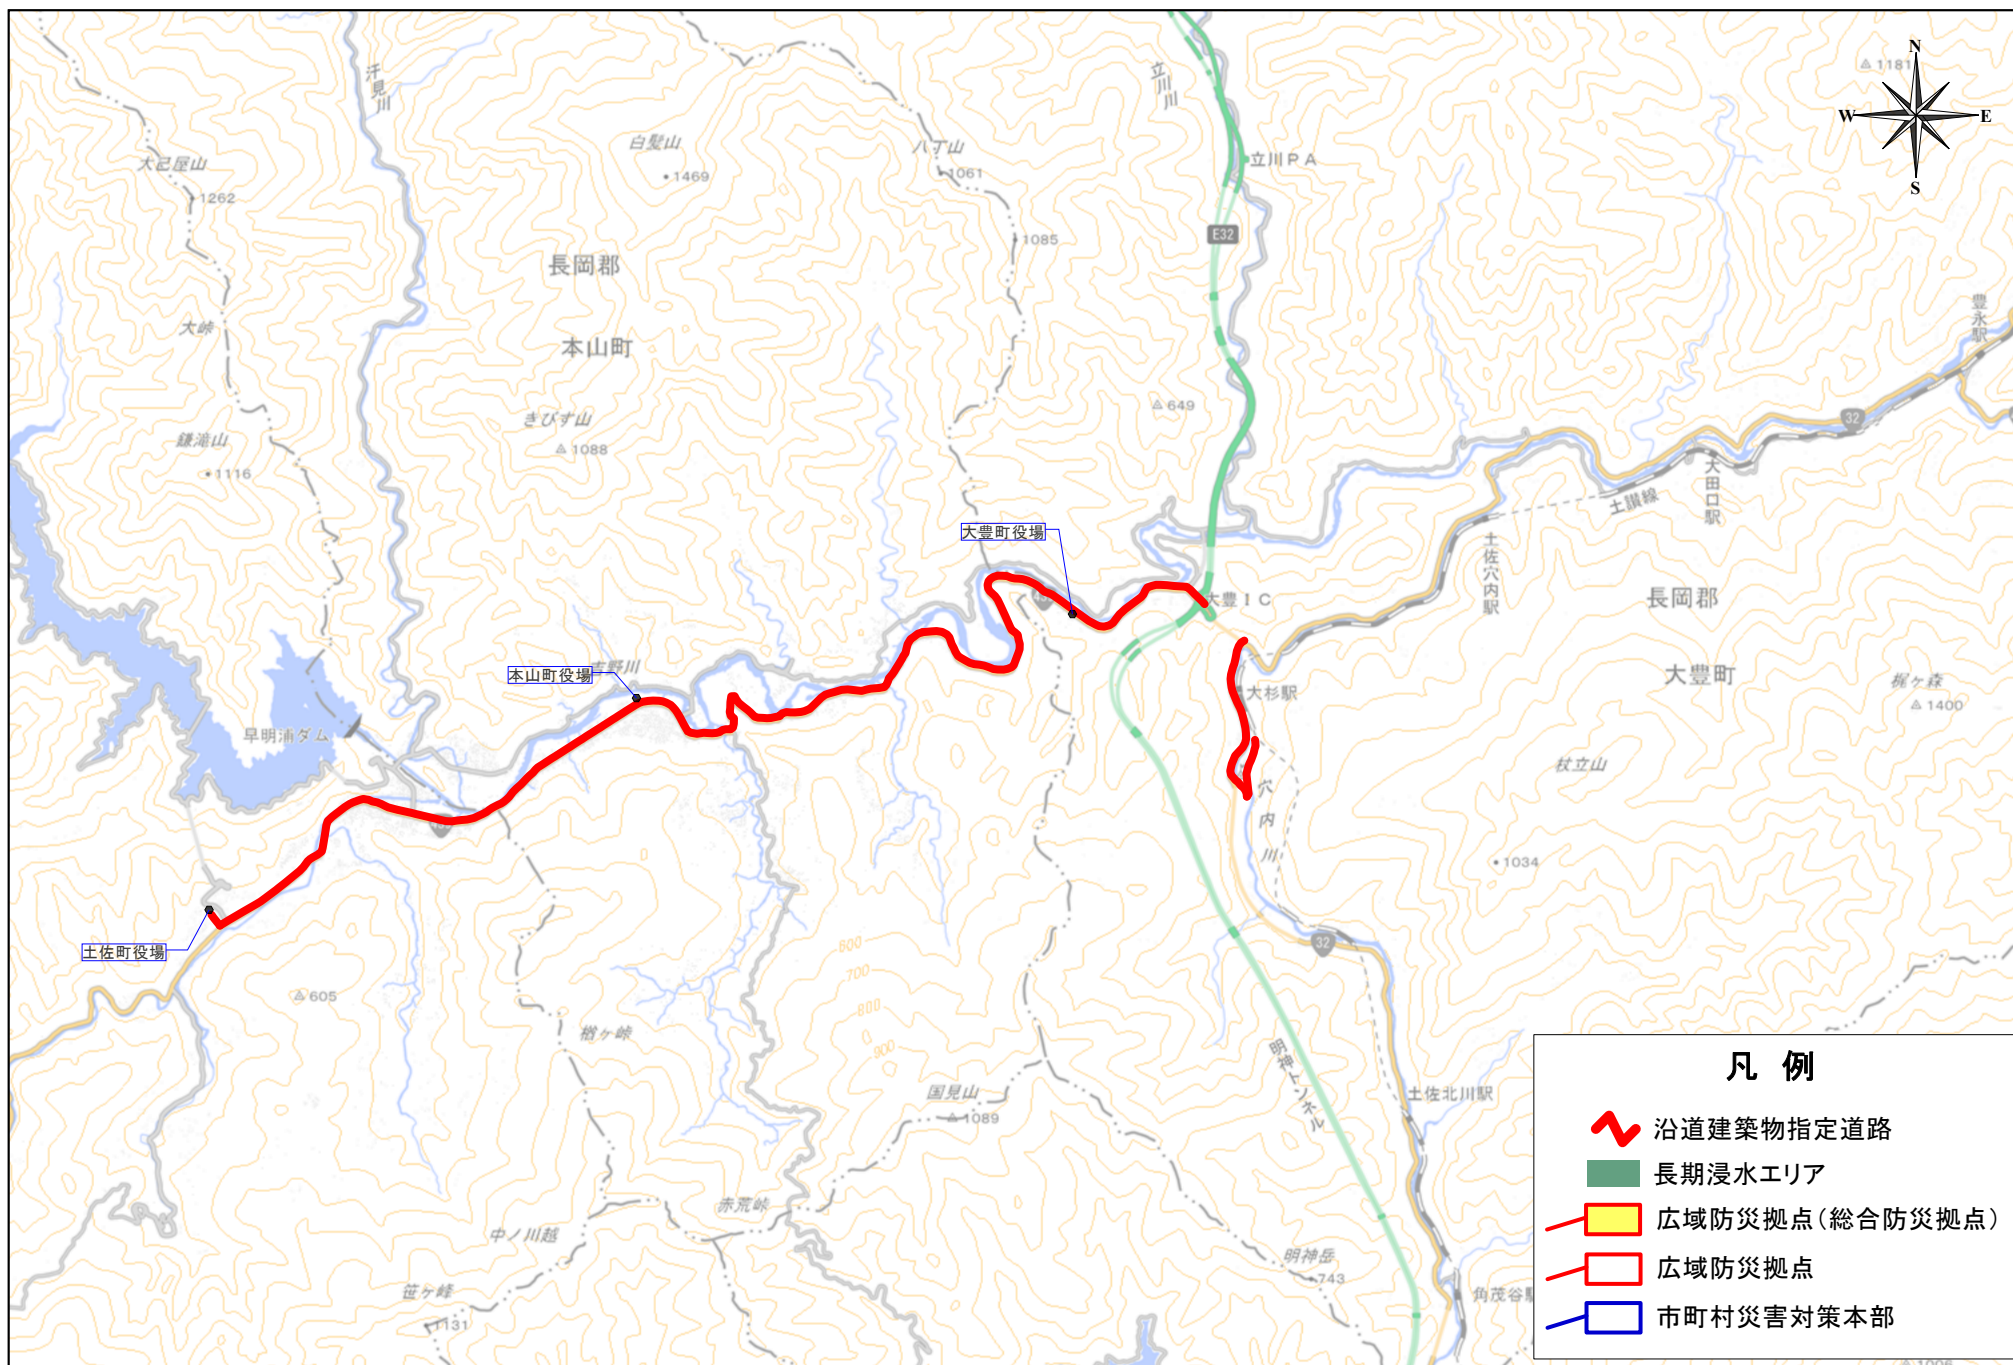 N
W
E
S
1181
汗見川
立川川
白髪山
1469
八丁山
1061
立川PA
大己屋山
1262
E32
1085
長岡郡
本山町
大峠
豊永駅
きびす山
1088
649
鎌滝山
1116
32
大田口駅
土讃線
大豊町役場
土佐穴内駅
大豊IC
長岡郡
大豊町
吉野川
本山町役場
大杉駅
梶ヶ森
1400
早明浦ダム
杖立山
穴内川
1034
土佐町役場
32
600
700
800
900
605
楢ヶ峠
明神トンネル
国見山
1089
土佐北川駅
赤荒峠
中ノ川越
明神岳
743
笹ヶ峰
1131
角茂谷駅
凡 例
沿道建築物指定道路
長期浸水エリア
広域防災拠点(総合防災拠点)
広域防災拠点
市町村災害対策本部